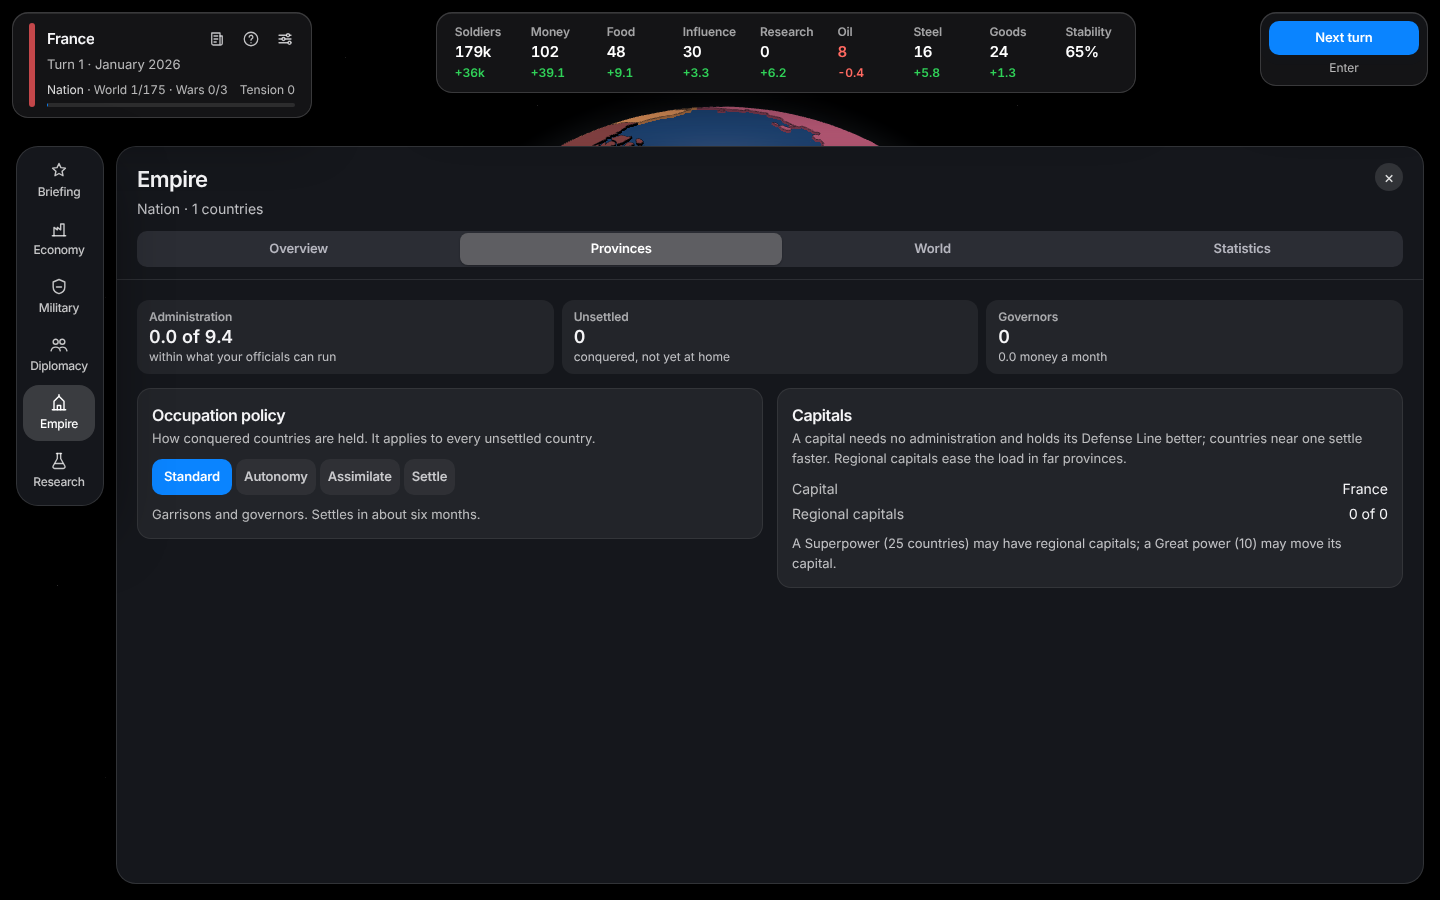 France
Turn 1 · January 2026
Nation · World 1/175 · Wars 0/3 Tension 0
Soldiers Money Food Influence Research Oil Steel Goods Stability
179k 102 48 30 0 8 16 24 65%
+36k +39.1 +9.1 +3.3 +6.2 -0.4 +5.8 +1.3
Next turn
Enter
Briefing
Economy
Military
Diplomacy
Empire
Research
Empire
Nation · 1 countries
Overview Provinces World Statistics
Administration
0.0 of 9.4
within what your officials can run
Unsettled
0
conquered, not yet at home
Governors
0
0.0 money a month
Occupation policy
How conquered countries are held. It applies to every unsettled country.
Standard Autonomy Assimilate Settle
Garrisons and governors. Settles in about six months.
Capitals
A capital needs no administration and holds its Defense Line better; countries near one settle
faster. Regional capitals ease the load in far provinces.
Capital France
Regional capitals 0 of 0
A Superpower (25 countries) may have regional capitals; a Great power (10) may move its
capital.